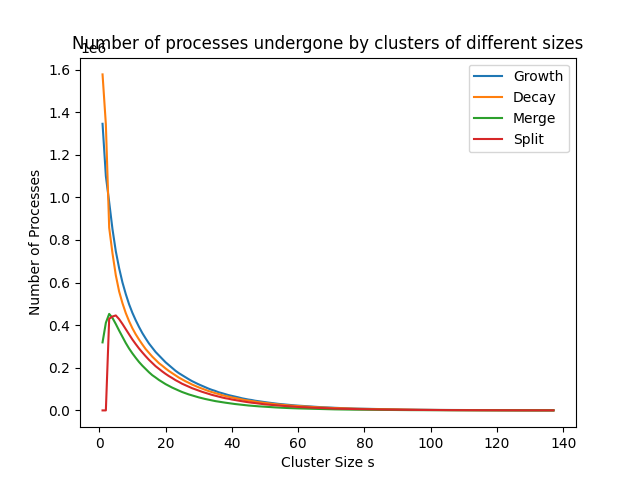 Number of processes undergone by clusters of different sizes
1e6
1.6
1.4
1.2
1.0
0.8
0.6
0.4
0.2
0.0
Number of Processes
Growth
Decay
Merge
Split
0 20 40 60 80 100 120 140
Cluster Size s